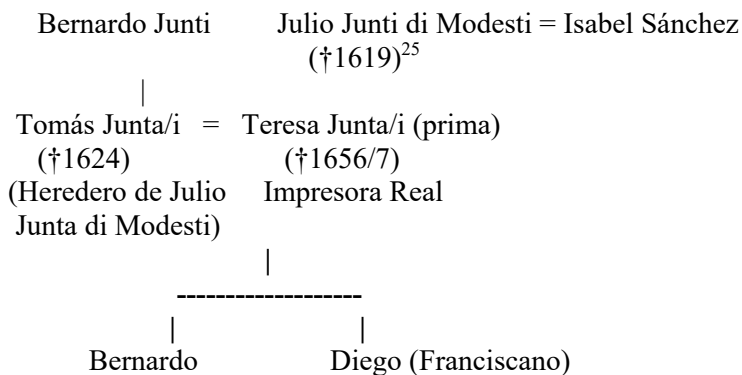 Bernardo Junti Julio Junti di Modesti = Isabel Sánchez
(†1619)25
Tomás Junta/i = Teresa Junta/i (prima)
(†1624) (†1656/7)
(Heredero de Julio Impresora Real
Junta di Modesti)
Bernardo Diego (Franciscano)